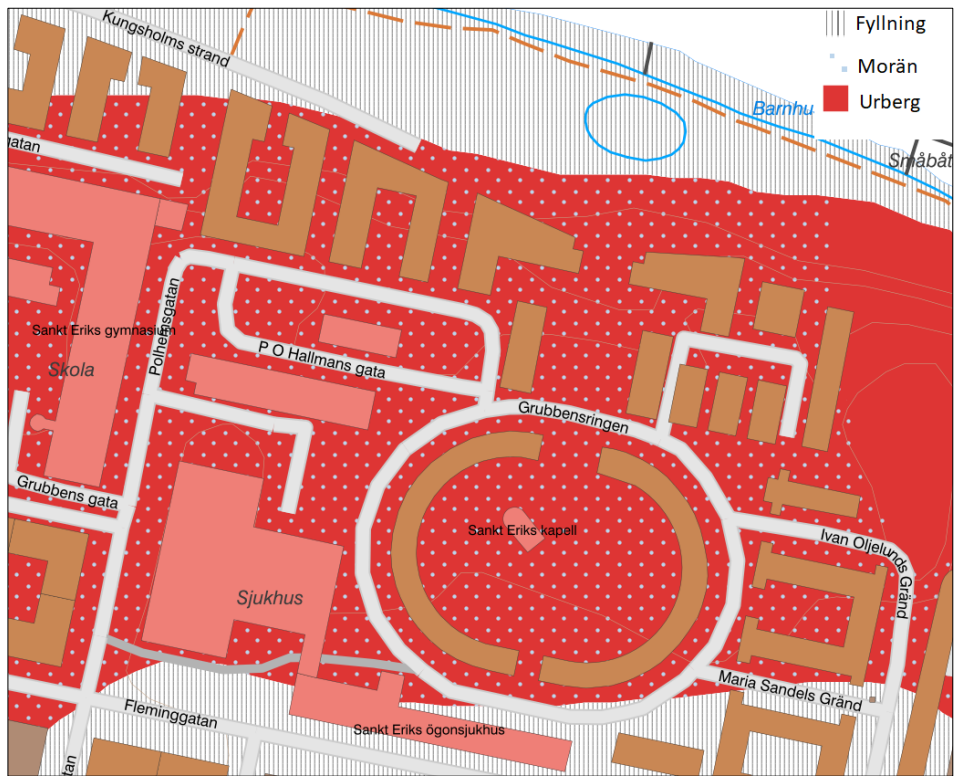 Kungsholms strand
Fyllning
Morän
Urberg
Barnhu
Småbåt
gatan
Polhemsgatan
Sankt Eriks gymnasium
Skola
P O Hallmans gata
Grubbensringen
Grubbens gata
Sankt Eriks kapell
Ivan Oljelunds Gränd
Sjukhus
Maria Sandels Gränd
Fleminggatan
Sankt Eriks ögonsjukhus
tan